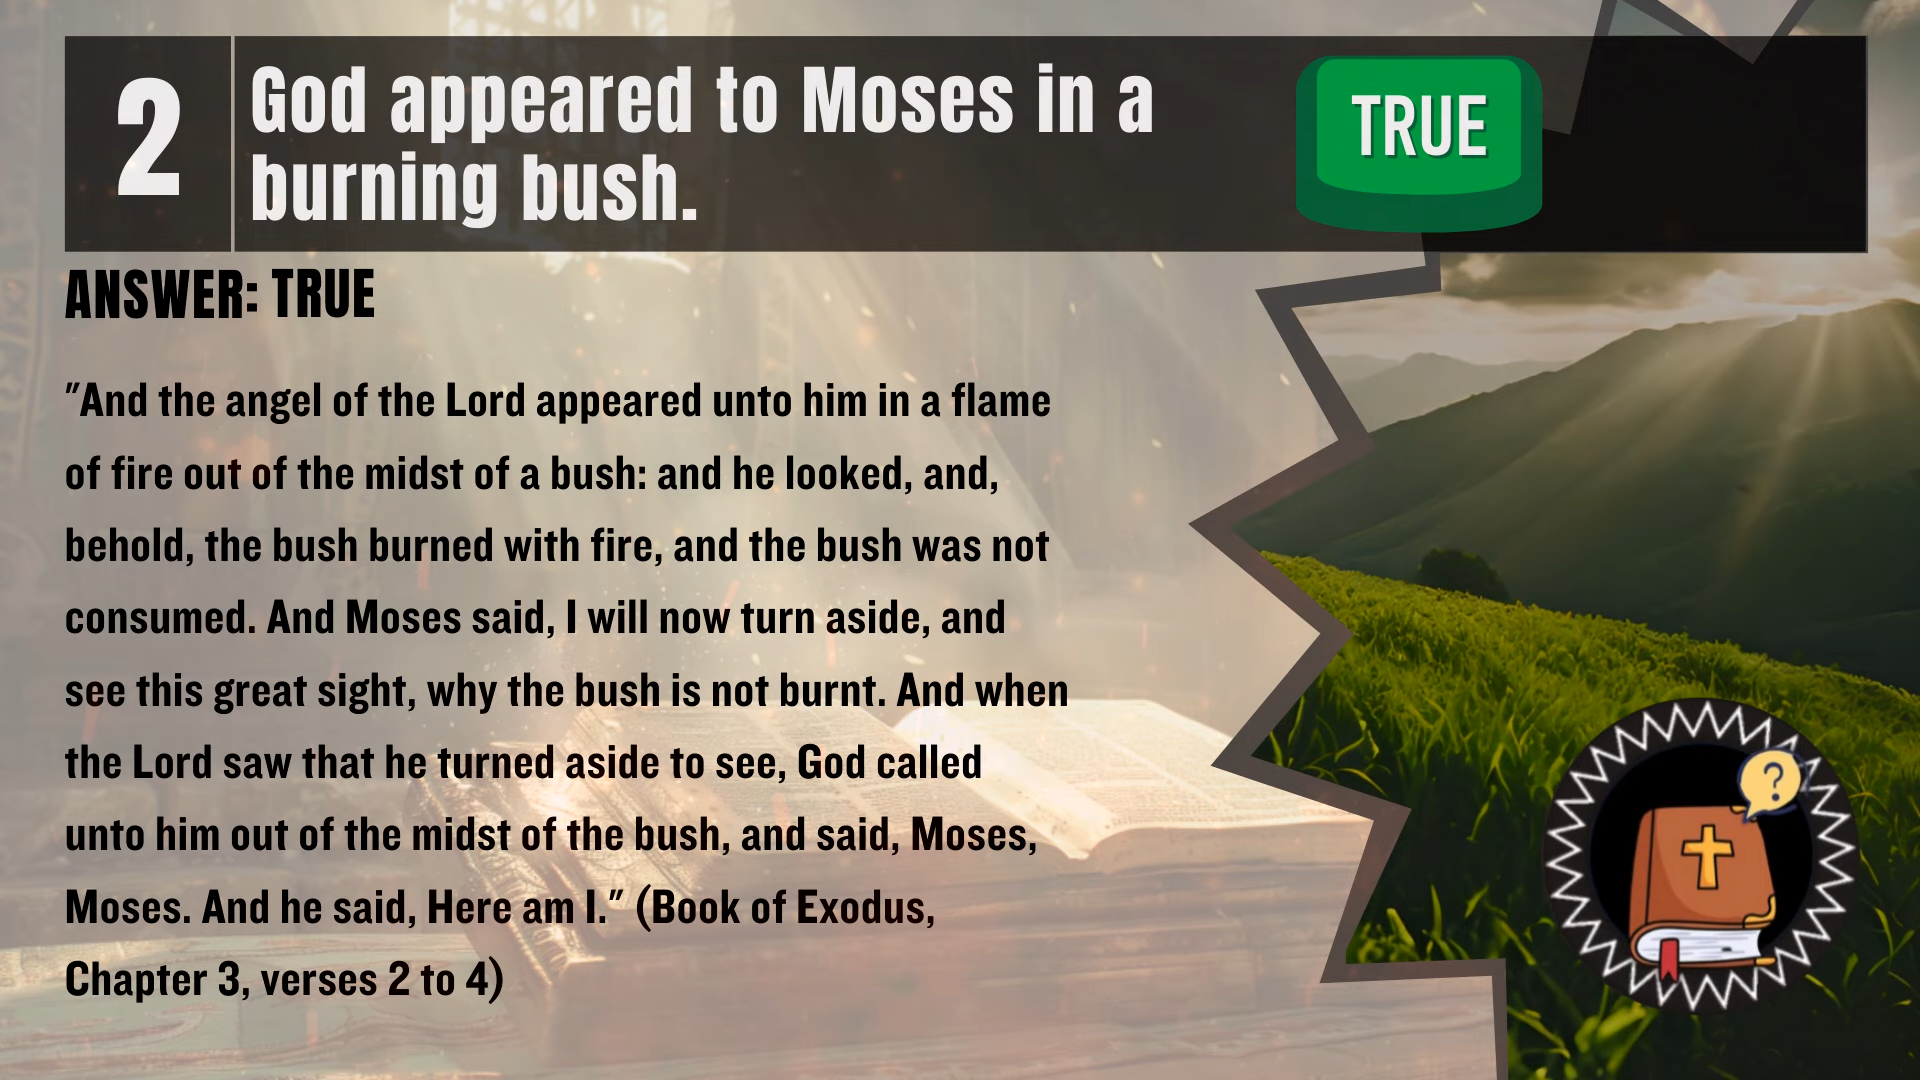 2
God appeared to Moses in a
burning bush.
TRUE
ANSWER: TRUE
"And the angel of the Lord appeared unto him in a flame
of fire out of the midst of a bush: and he looked, and,
behold, the bush burned with fire, and the bush was not
consumed. And Moses said, I will now turn aside, and
see this great sight, why the bush is not burnt. And when
the Lord saw that he turned aside to see, God called
unto him out of the midst of the bush, and said, Moses,
Moses. And he said, Here am I." (Book of Exodus,
Chapter 3, verses 2 to 4)
?